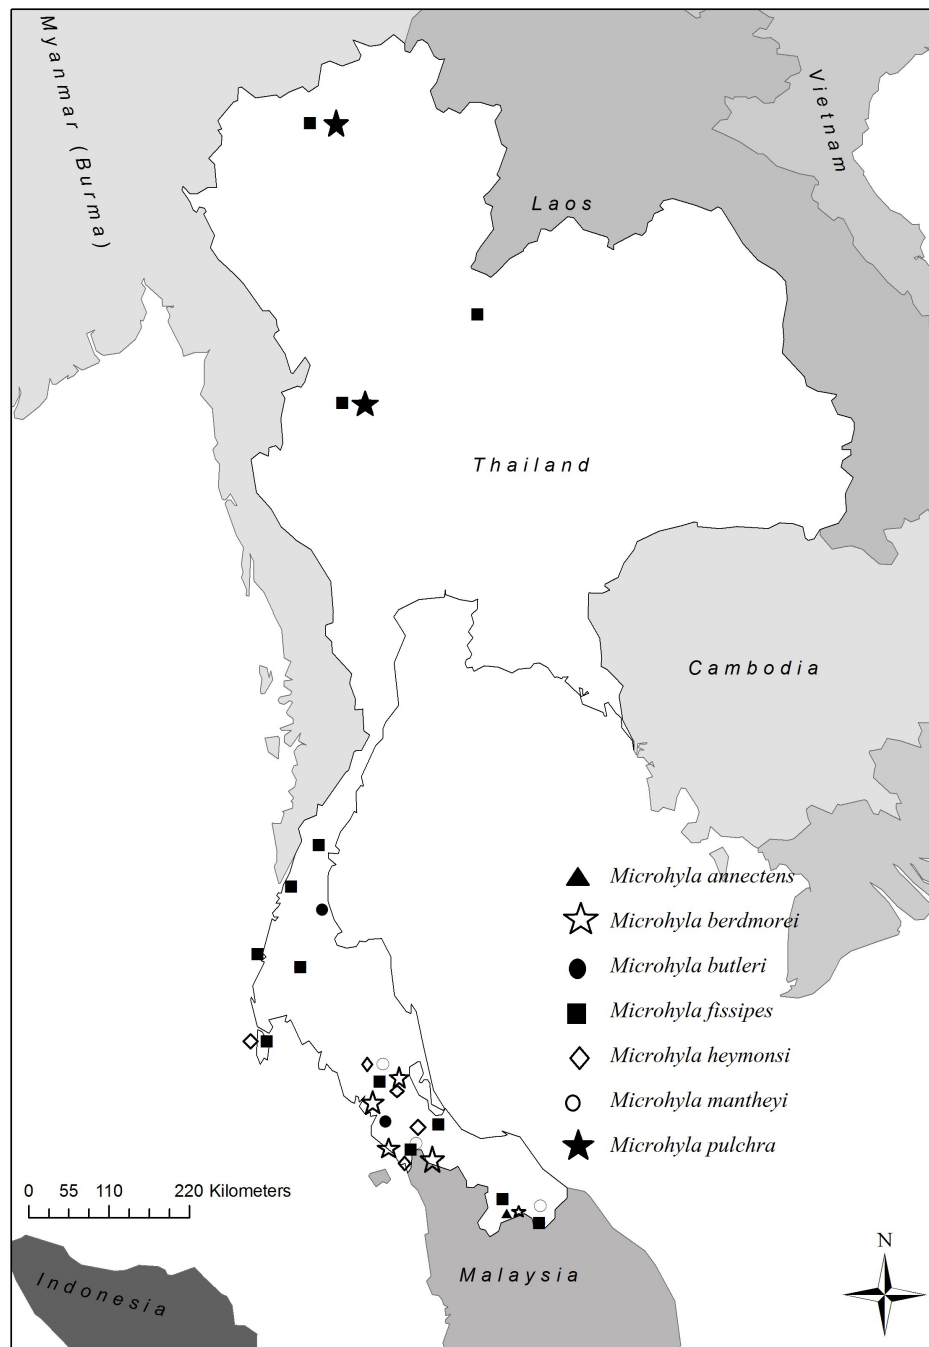 Myanmar (Burma)
Vietnam
Laos
Thailand
Cambodia
Microhyla annectens
Microhyla berdmorei
Microhyla butleri
Microhyla fissipes
Microhyla heymonsi
Microhyla mantheyi
Microhyla pulchra
0 55 110 220 Kilometers
N
Malaysia
Indonesia